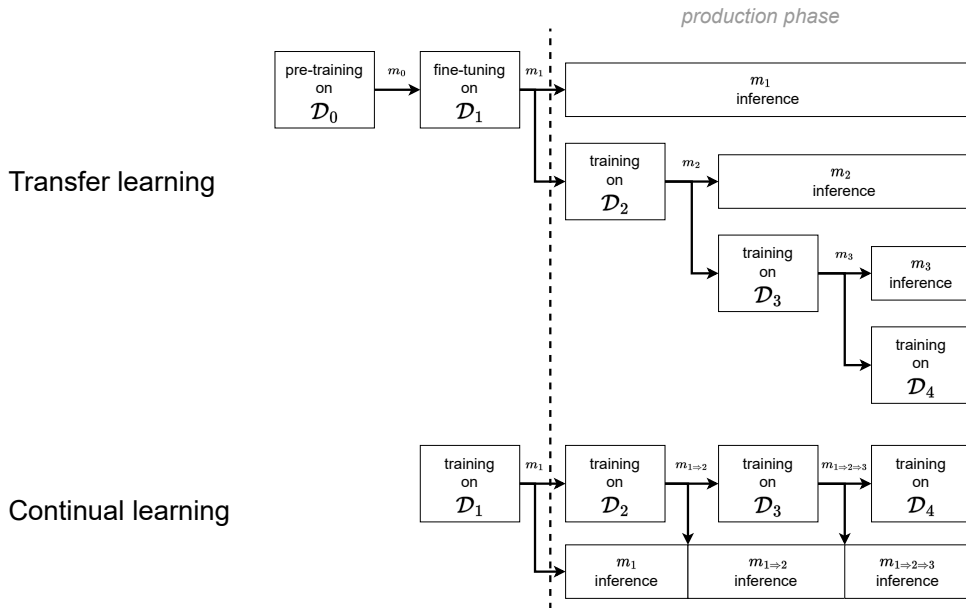 production phase
pre-training
on
𝒟₀
m₀
fine-tuning
on
𝒟₁
m₁
m₁
inference
Transfer learning
training
on
𝒟₂
m₂
m₂
inference
training
on
𝒟₃
m₃
m₃
inference
training
on
𝒟₄
Continual learning
training
on
𝒟₁
m₁
training
on
𝒟₂
m₁⇒₂
training
on
𝒟₃
m₁⇒₂⇒₃
training
on
𝒟₄
m₁
inference
m₁⇒₂
inference
m₁⇒₂⇒₃
inference